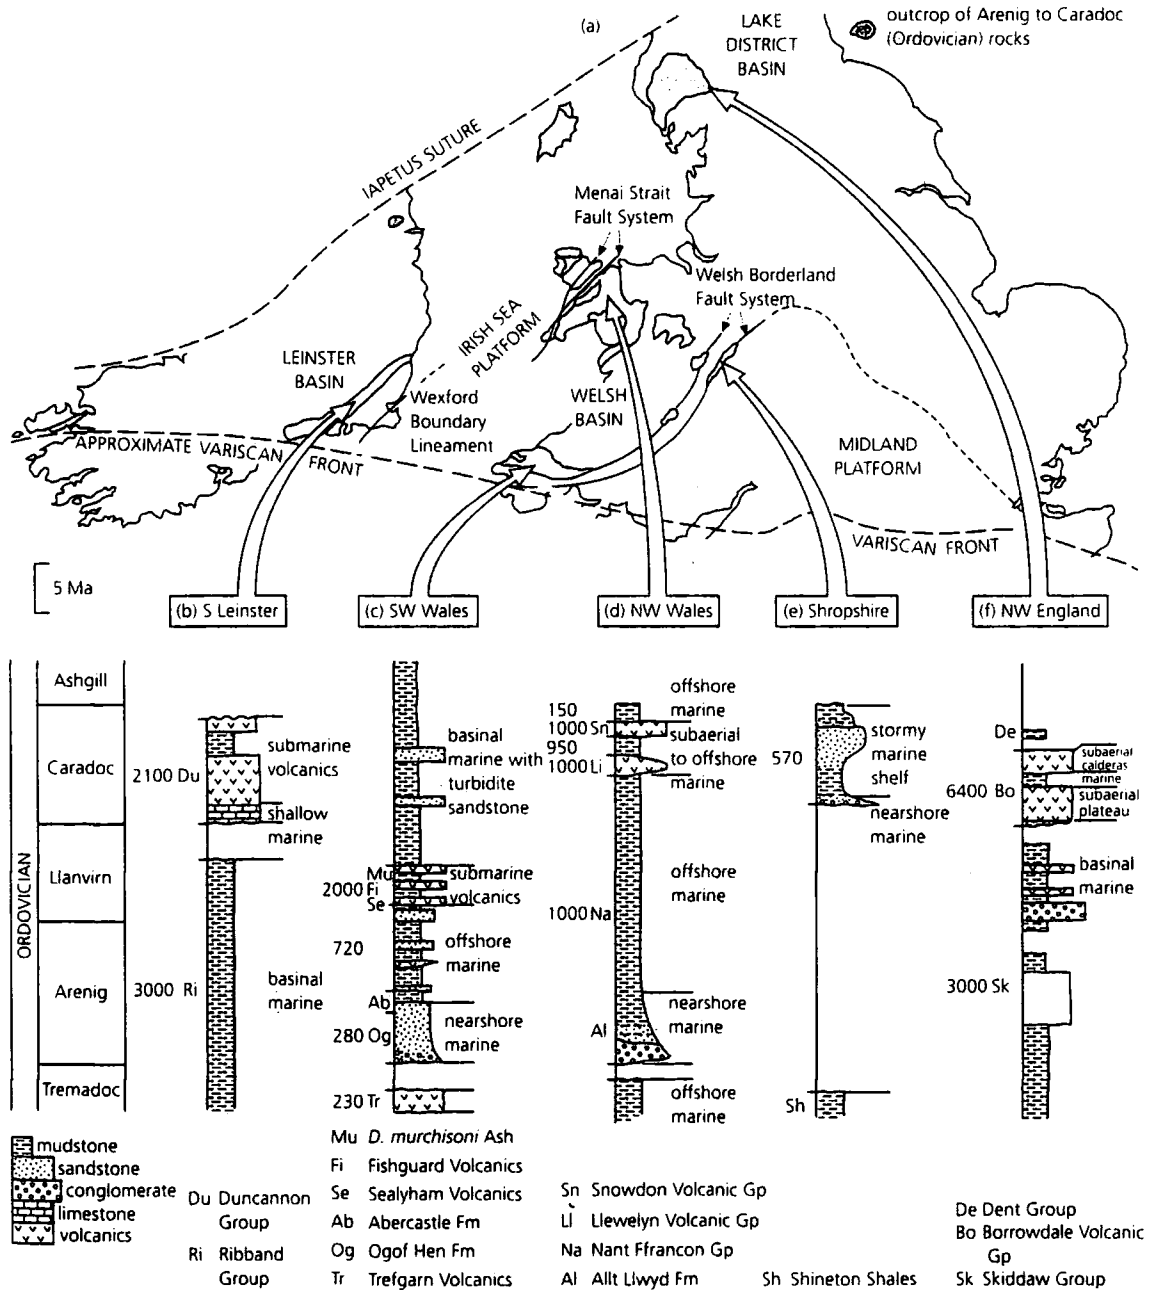 (a)
outcrop of Arenig to Caradoc
(Ordovician) rocks
LAKE
DISTRICT
BASIN
IAPETUS SUTURE
Menai Strait
Fault System
Welsh Borderland
Fault System
IRISH SEA
PLATFORM
LEINSTER
BASIN
Wexford
Boundary
Lineament
WELSH
BASIN
MIDLAND
PLATFORM
APPROXIMATE VARISCAN FRONT
VARISCAN FRONT
5 Ma
(b) S Leinster
(c) SW Wales
(d) NW Wales
(e) Shropshire
(f) NW England
ORDOVICIAN
Ashgill
Caradoc
Llanvirn
Arenig
Tremadoc
2100 Du
submarine
volcanics
shallow
marine
3000 Ri
basinal
marine
basinal
marine with
turbidite
sandstone
Mu
2000 Fi
Se
submarine
volcanics
720
offshore
marine
Ab
280 Og
nearshore
marine
230 Tr
150
1000 Sn
950
1000 Li
offshore
marine
subaerial
to offshore
marine
offshore
marine
1000 Na
nearshore
marine
Al
offshore
marine
570
stormy
marine
shelf
nearshore
marine
Sh
De
subaerial
calderas
marine
6400 Bo
subaerial
plateau
basinal
marine
3000 Sk
mudstone
sandstone
conglomerate
limestone
volcanics
Du Duncannon
Group
Ri Ribband
Group
Mu D. murchisoni Ash
Fi Fishguard Volcanics
Se Sealyham Volcanics
Ab Abercastle Fm
Og Ogof Hen Fm
Tr Trefgarn Volcanics
Sn Snowdon Volcanic Gp
Ll Llewelyn Volcanic Gp
Na Nant Ffrancon Gp
Al Allt Llwyd Fm
Sh Shineton Shales
De Dent Group
Bo Borrowdale Volcanic
Gp
Sk Skiddaw Group